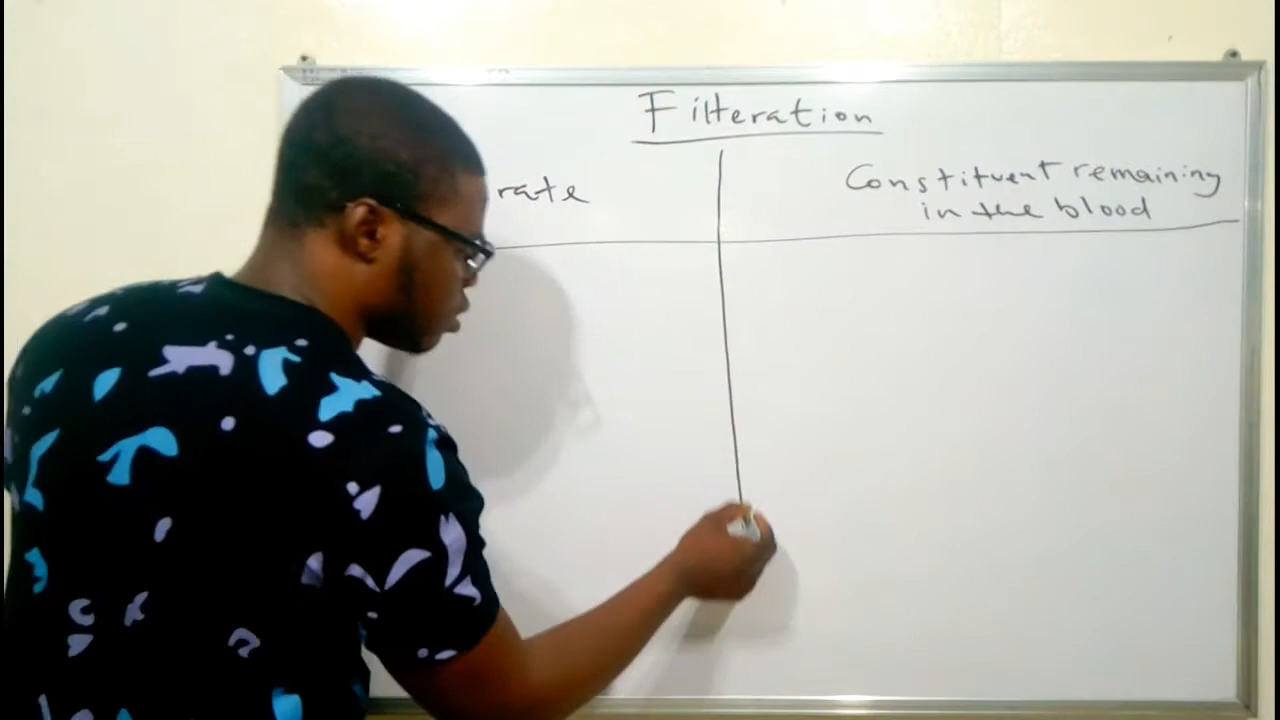 Filteration
rate
Constituent remaining
in the blood